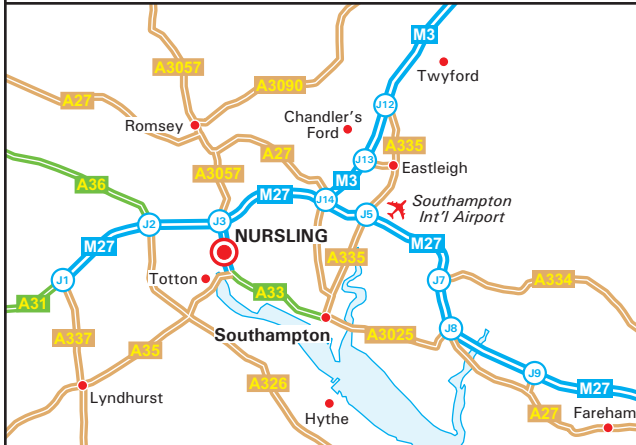 M3
Twyford
A3057
A3090
A27
J12
Romsey
Chandler's
Ford
A335
A27
J13
Eastleigh
A3057
A36
M27
M3
J14
Southampton
Int'l Airport
J2
J3
J5
NURSLING
M27
M27
J1
Totton
A335
J7
A334
A31
A33
A337
A35
Southampton
A3025
J8
A326
J9
Lyndhurst
M27
Hythe
A27
Fareham